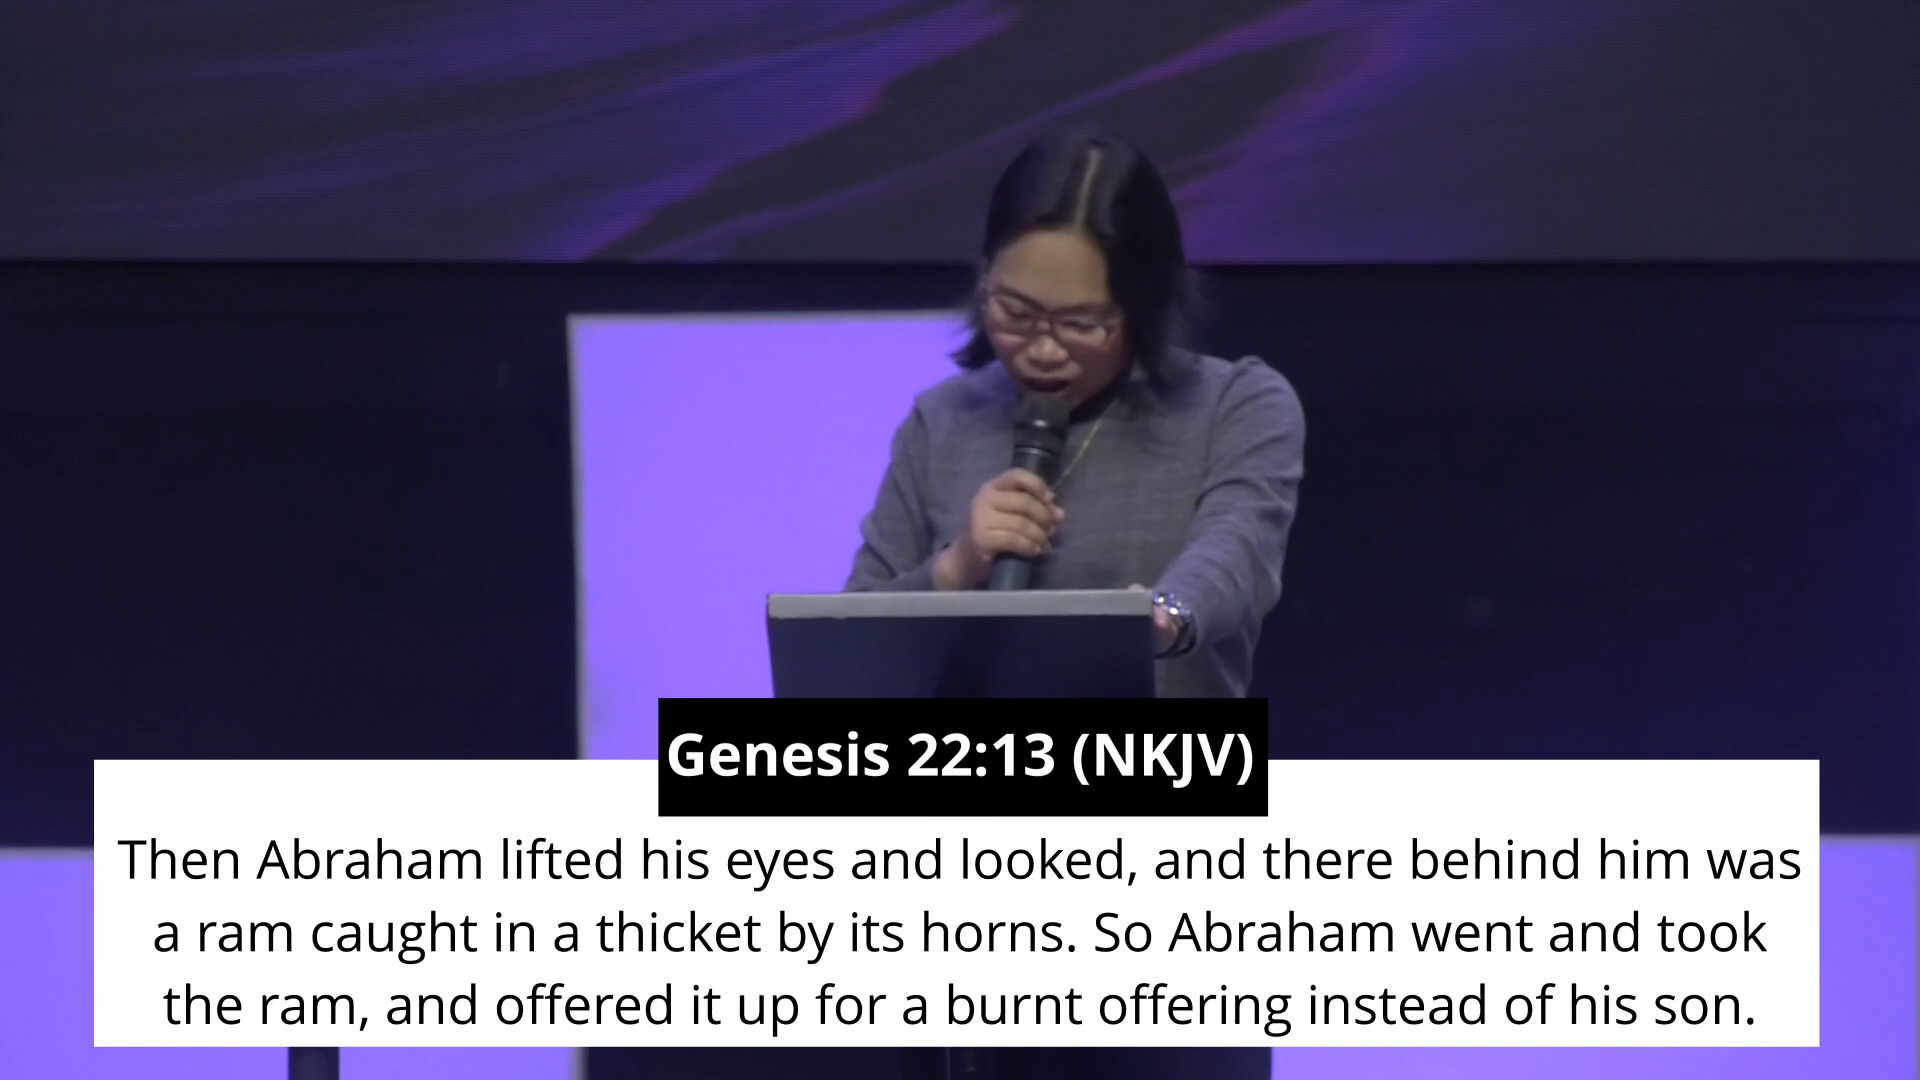 Genesis 22:13 (NKJV)
Then Abraham lifted his eyes and looked, and there behind him was
a ram caught in a thicket by its horns. So Abraham went and took
the ram, and offered it up for a burnt offering instead of his son.